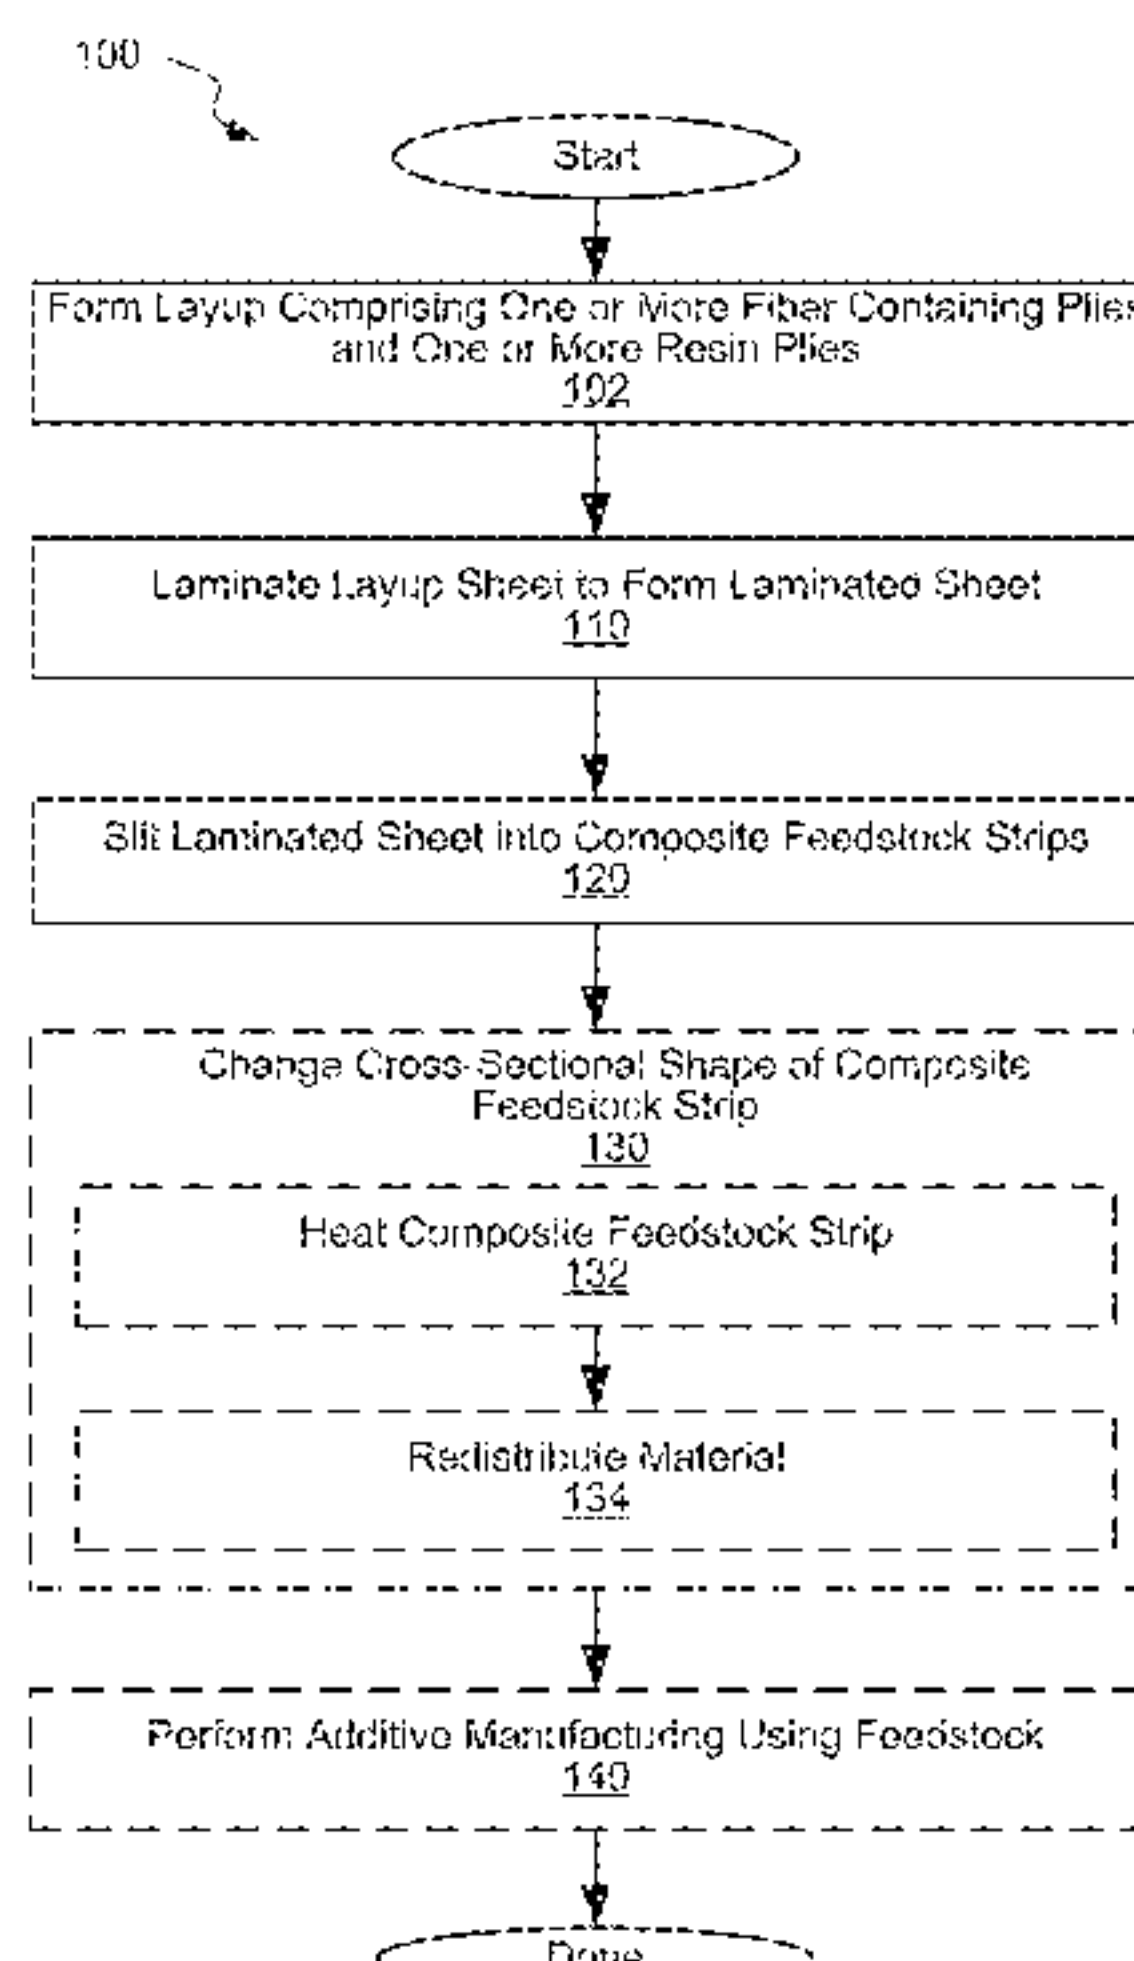 100
Start
Form Layup Comprising One or More Fiber Containing Plies
and One or More Resin Plies
102
Laminate Layup Sheet to Form Laminated Sheet
110
Slit Laminated Sheet into Composite Feedstock Strips
120
Change Cross-Sectional Shape of Composite
Feedstock Strip
130
Heat Composite Feedstock Strip
132
Redistribute Material
134
Perform Additive Manufacturing Using Feedstock
140
Done